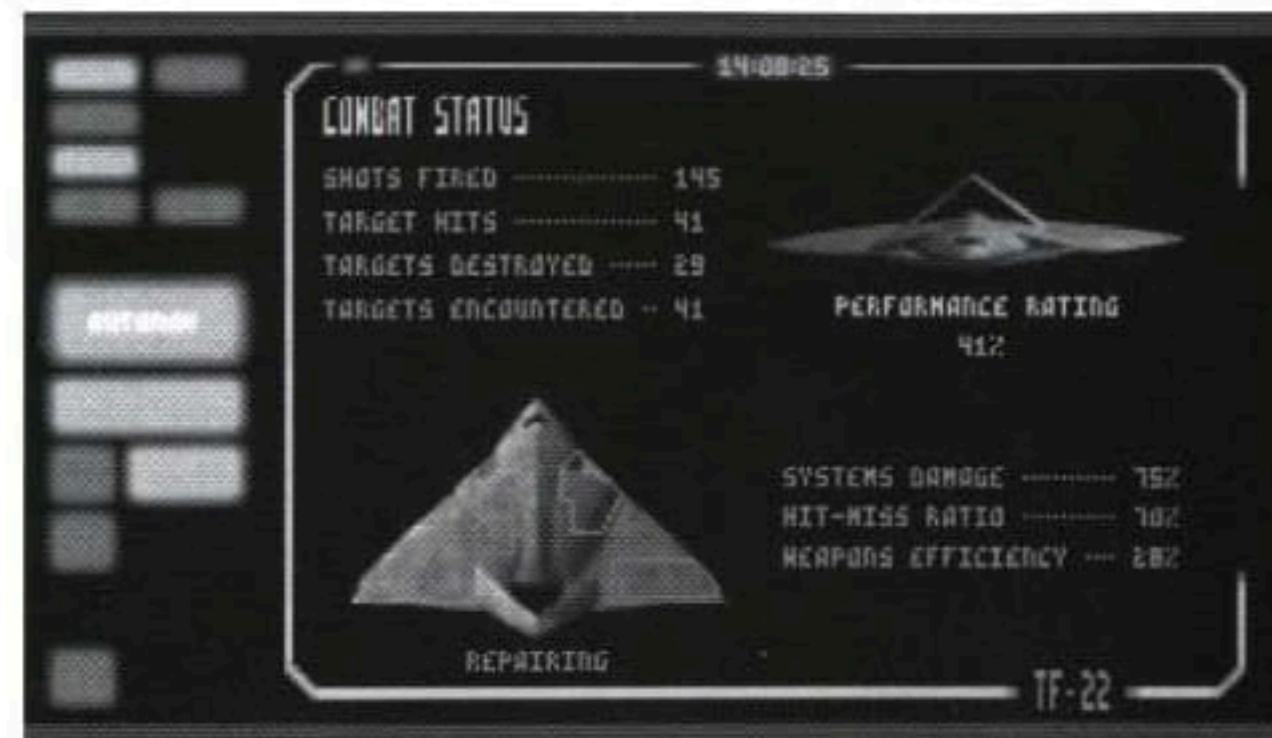 14:08:25
COMBAT STATUS
SHOTS FIRED ·············· 145
TARGET HITS ·············· 41
TARGETS DESTROYED ····· 29
TARGETS ENCOUNTERED ·· 41
PERFORMANCE RATING
41%
SYSTEMS DAMAGE ·········· 75%
HIT-MISS RATIO ·········· 70%
WEAPONS EFFICIENCY ···· 28%
REPAIRING
TF-22